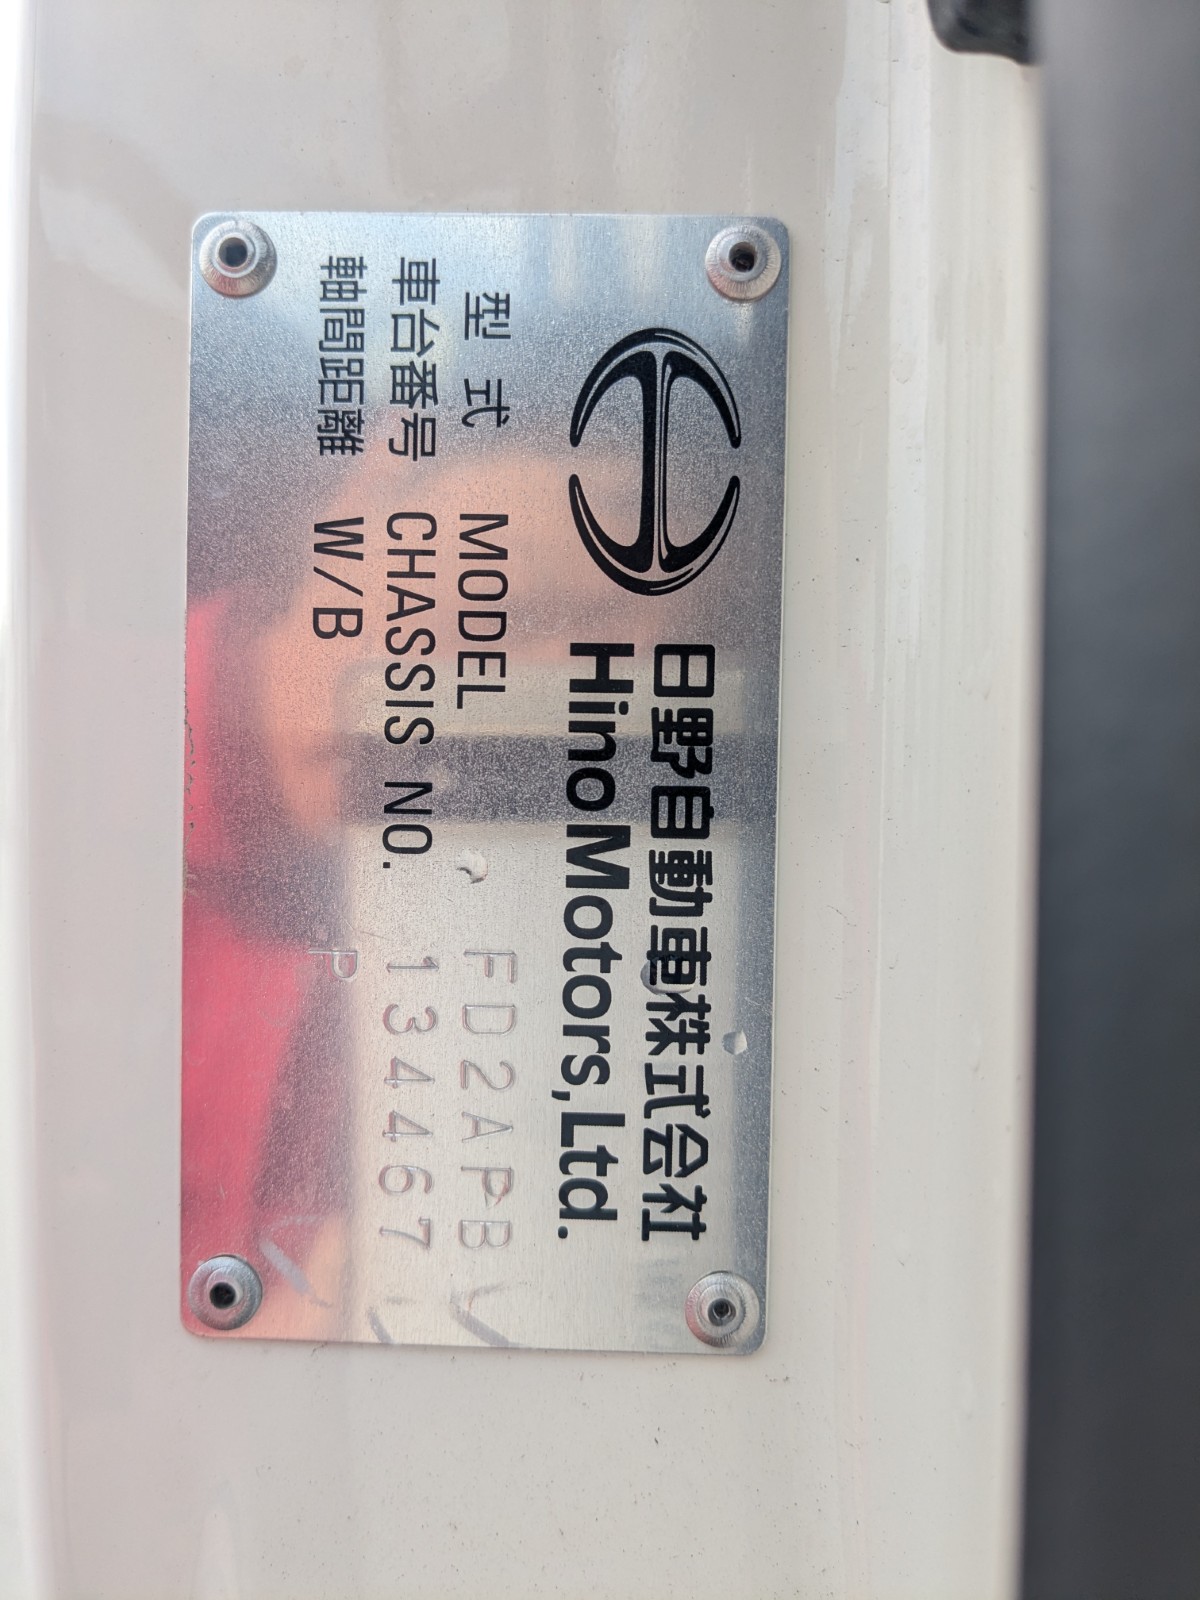 日野自動車株式会社
Hino Motors, Ltd.
型式 MODEL FD2APB
車台番号 CHASSIS NO. 134467
軸間距離 W/B P